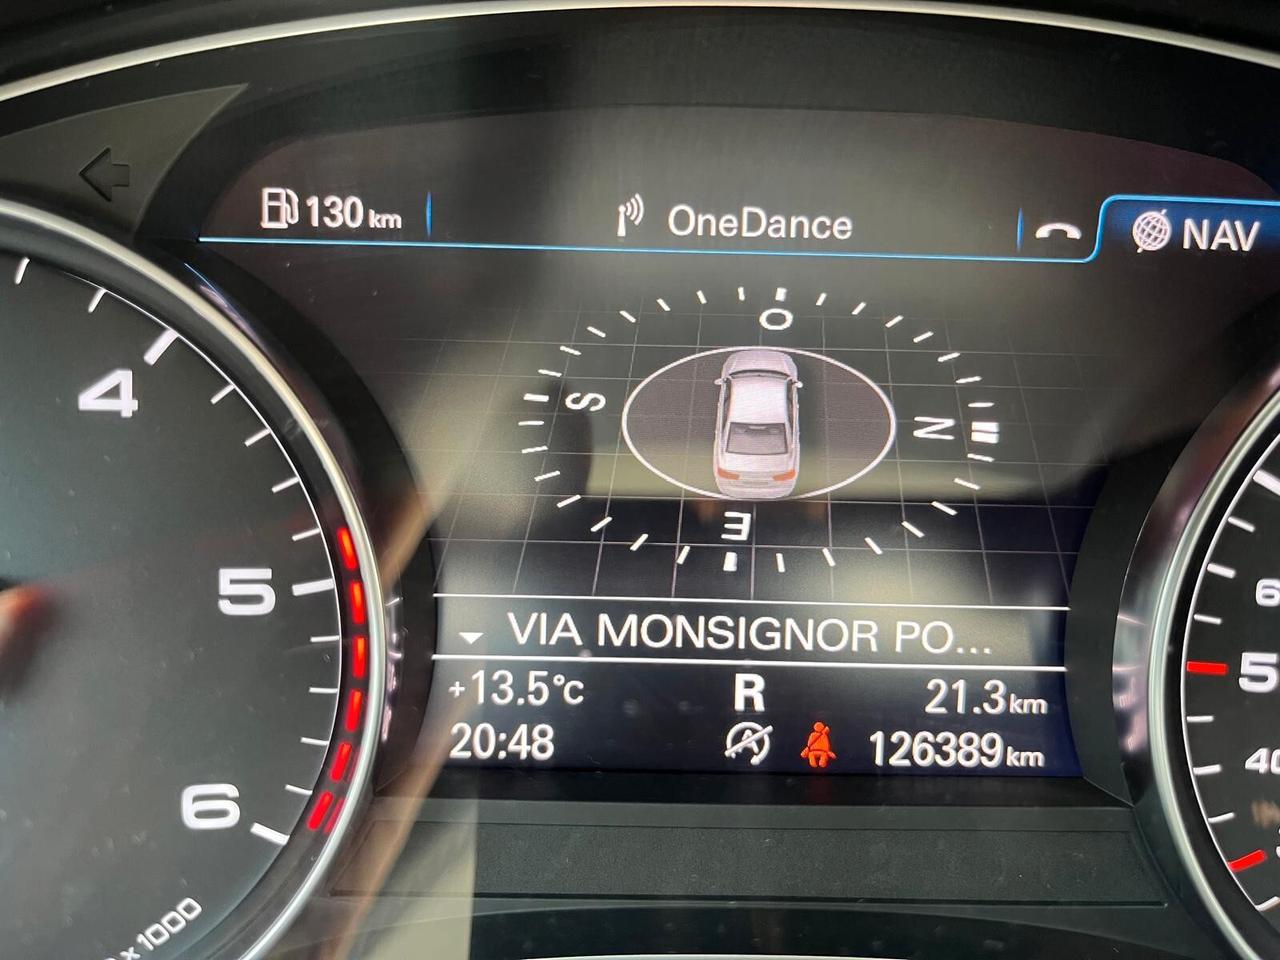 130 km
OneDance
NAV
O
S
N
E
4
5
6
x 1000
VIA MONSIGNOR PO...
+13.5°C
R
21.3 km
20:48
A
126389 km
5
40